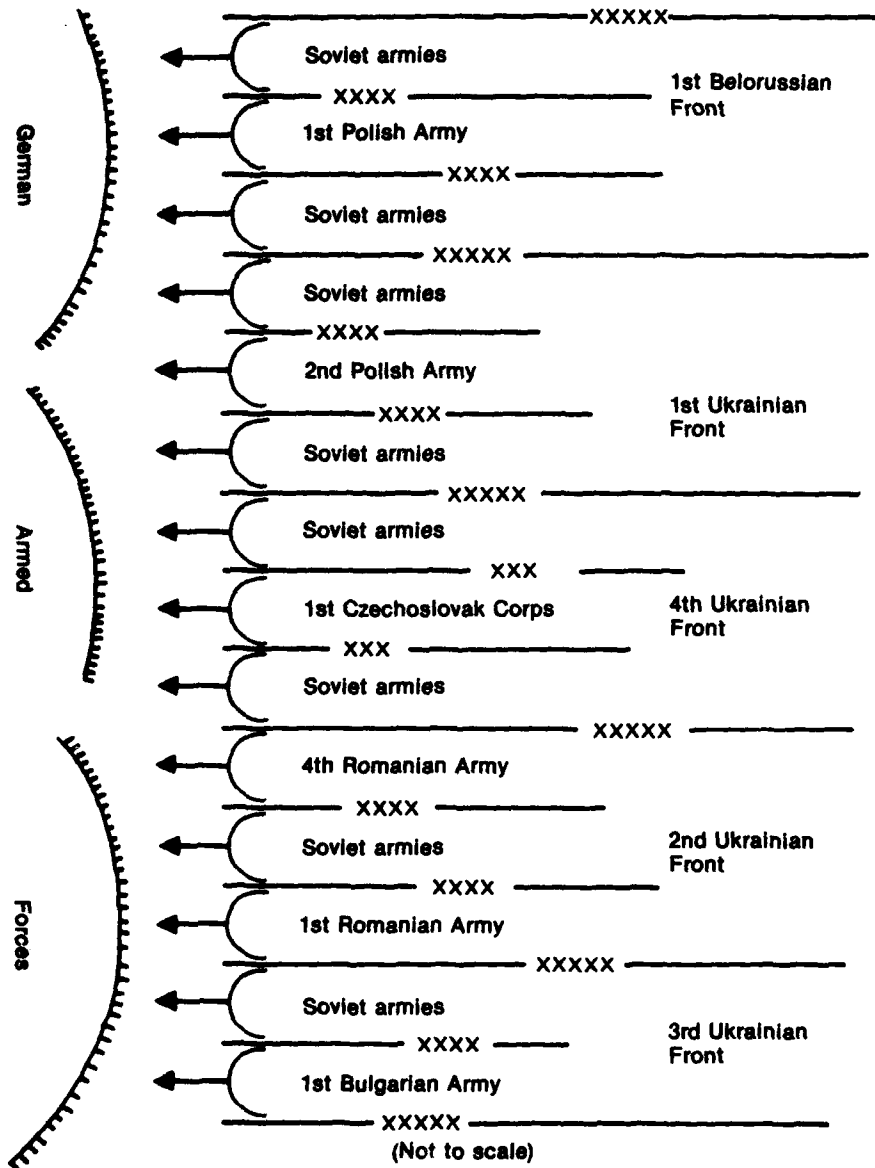 XXXXX
Soviet armies
1st Belorussian
Front
XXXX
1st Polish Army
XXXX
Soviet armies
XXXXX
Soviet armies
XXXX
2nd Polish Army
1st Ukrainian
Front
XXXX
Soviet armies
XXXXX
Soviet armies
XXX
1st Czechoslovak Corps
4th Ukrainian
Front
XXX
Soviet armies
XXXXX
4th Romanian Army
XXXX
Soviet armies
2nd Ukrainian
Front
XXXX
1st Romanian Army
XXXXX
Soviet armies
3rd Ukrainian
Front
XXXX
1st Bulgarian Army
XXXXX
(Not to scale)
German
Armed
Forces